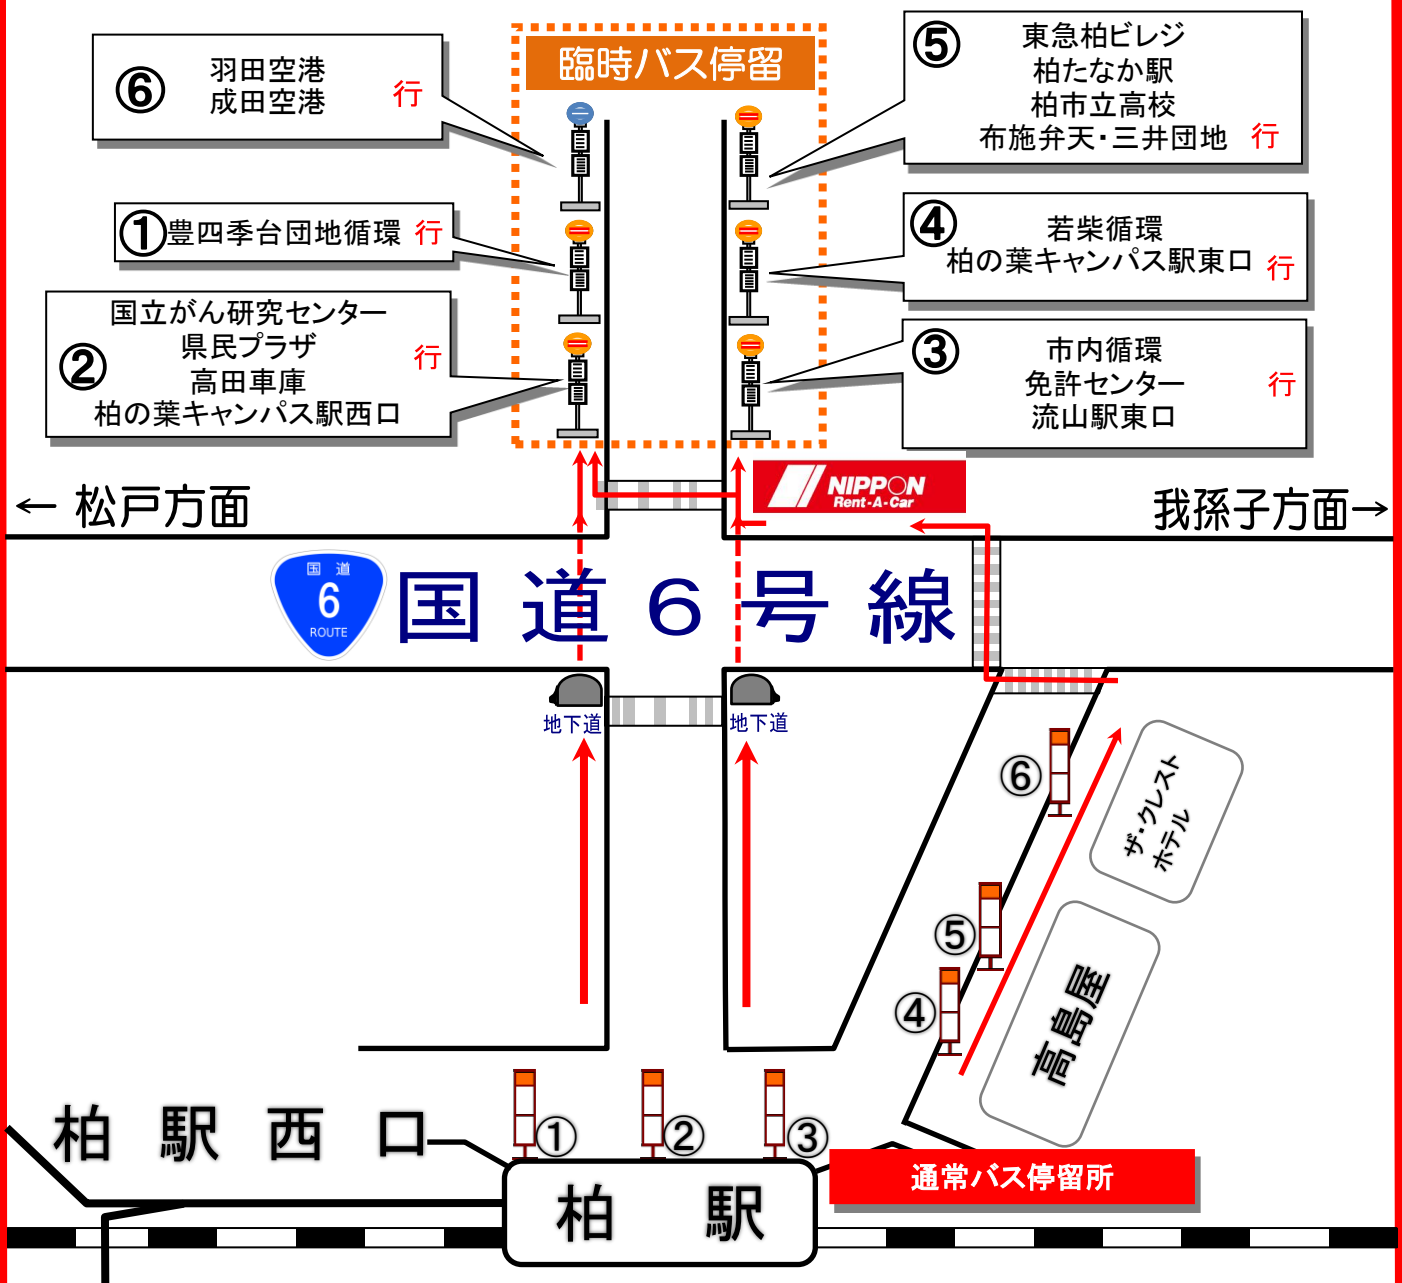 臨時バス停留
⑥
羽田空港
成田空港
行
①豊四季台団地循環 行
②
国立がん研究センター
県民プラザ
高田車庫
柏の葉キャンパス駅西口
行
⑤
東急柏ビレジ
柏たなか駅
柏市立高校
布施弁天・三井団地 行
④
若柴循環
柏の葉キャンパス駅東口 行
③
市内循環
免許センター
流山駅東口
行
NIPPON
Rent-A-Car
← 松戸方面
我孫子方面→
国道
6
ROUTE
国道6号線
地下道
地下道
⑥
⑤
④
ザ・クレスト
ホテル
高島屋
柏駅西口
①
②
③
通常バス停留所
柏駅